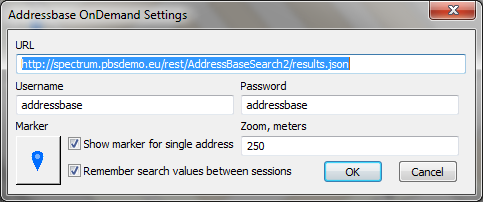 Addressbase OnDemand Settings
URL
http://spectrum.pbsdemo.eu/rest/AddressBaseSearch2/results.json
Username
Password
addressbase
addressbase
Marker
Show marker for single address
Zoom, meters
250
Remember search values between sessions
OK
Cancel